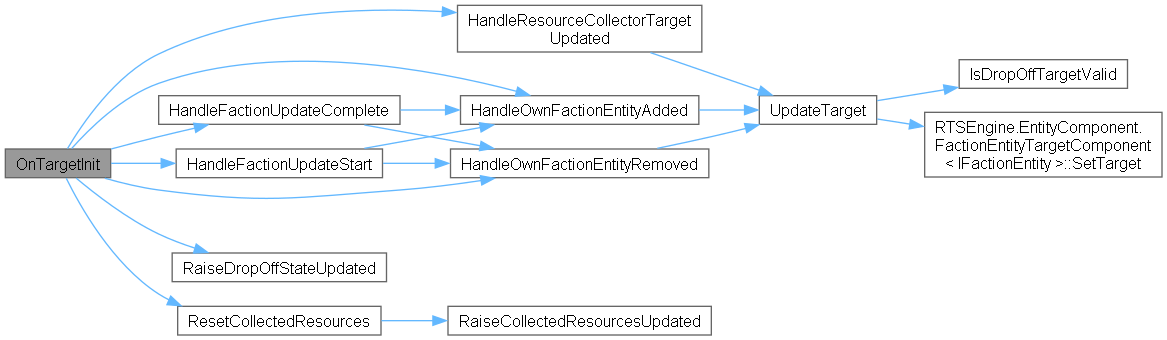 OnTargetInit
HandleResourceCollectorTarget
Updated
HandleFactionUpdateComplete
HandleOwnFactionEntityAdded
HandleFactionUpdateStart
HandleOwnFactionEntityRemoved
RaiseDropOffStateUpdated
ResetCollectedResources
RaiseCollectedResourcesUpdated
UpdateTarget
IsDropOffTargetValid
RTSEngine.EntityComponent.
FactionEntityTargetComponent
< IFactionEntity >::SetTarget